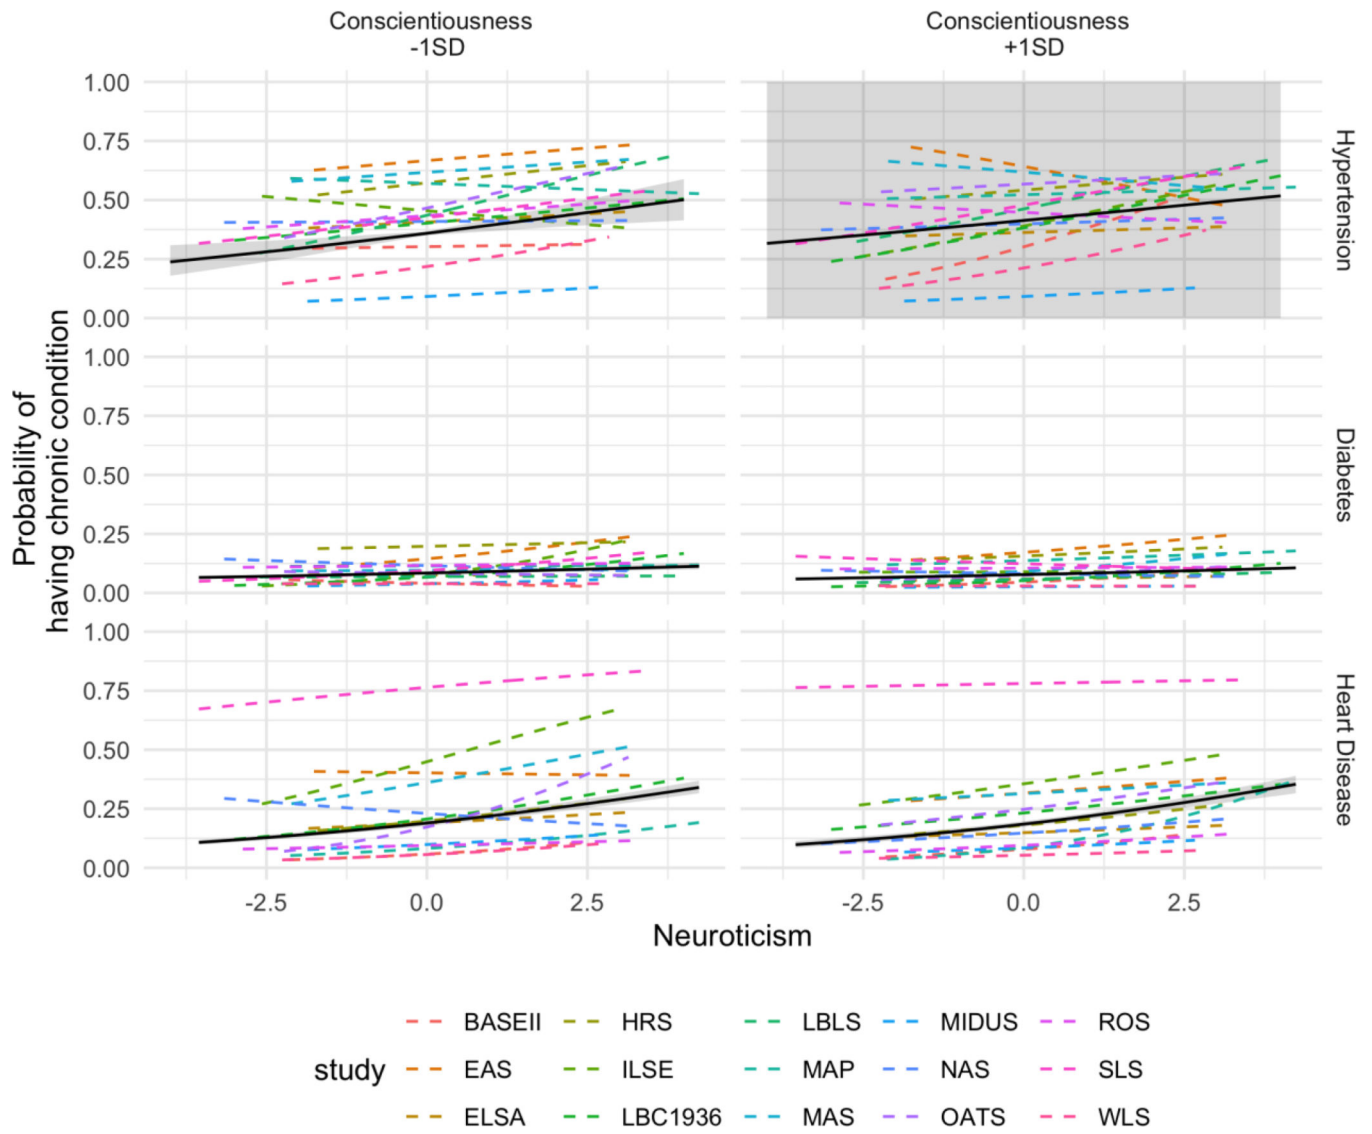 Conscientiousness
-1SD
Conscientiousness
+1SD
1.00
0.75
0.50
0.25
0.00
Hypertension
1.00
0.75
0.50
0.25
0.00
Diabetes
1.00
0.75
0.50
0.25
0.00
Heart Disease
Probability of
having chronic condition
-2.5 0.0 2.5 -2.5 0.0 2.5
Neuroticism
study
BASEII HRS LBLS MIDUS ROS
EAS ILSE MAP NAS SLS
ELSA LBC1936 MAS OATS WLS